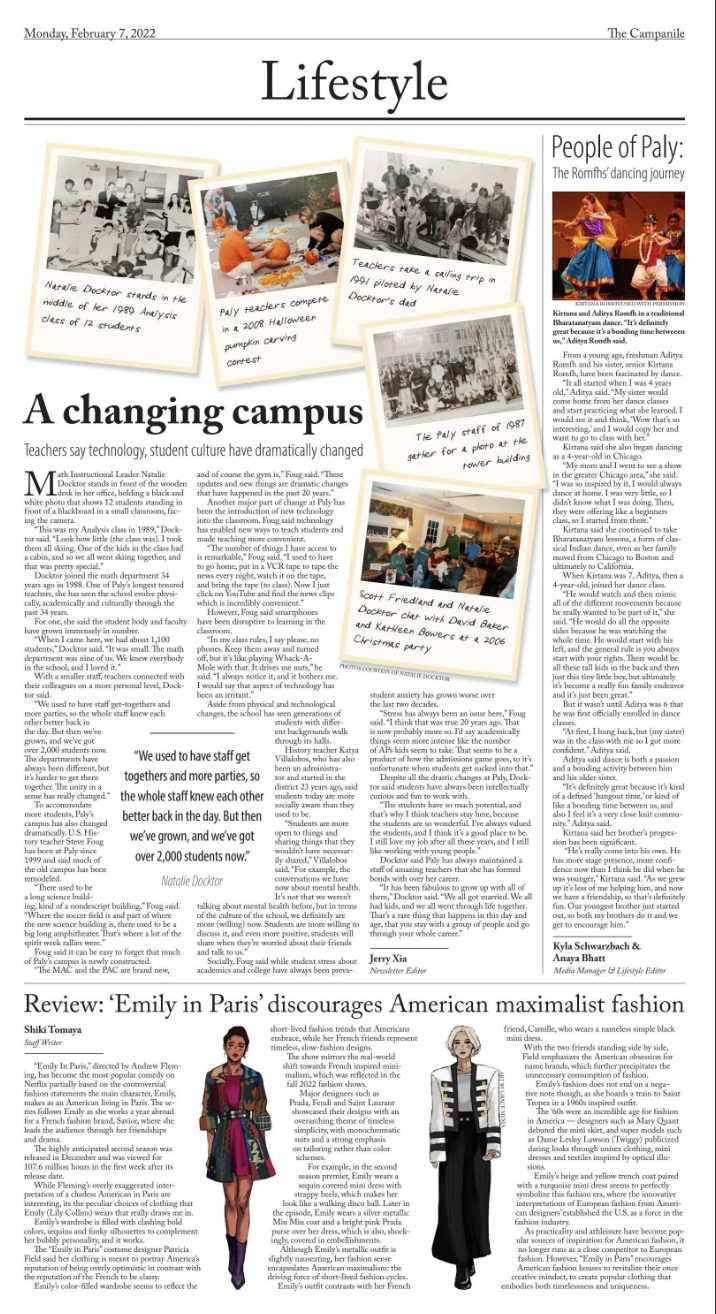 Monday, February 7, 2022
The Campanile
Lifestyle
Natalie Docktor stands in the
middle of her 1989 Analysis
class of 12 students
Paly teachers compete
in a 2008 Halloween
pumpkin carving
contest
Teachers take a sailing trip in
1991 piloted by Natalie
Docktor's dad
The Paly staff of 1987
gather for a photo at the
tower building
Scott Friedland and Natalie
Docktor chat with David Baker
and Kathleen Bowers at a 2006
Christmas party
PHOTOS COURTESY OF NATALIE DOCKTOR
A changing campus
Teachers say technology, student culture have dramatically changed
Math Instructional Leader Natalie
Docktor stands in front of the wooden
desk in her office, holding a black and
white photo that shows 12 students standing in
front of a blackboard in a small classroom, fac-
ing the camera.
"This was my Analysis class in 1989," Dock-
tor said. "Look how little (the class was). I took
them all skiing. One of the kids in the class had
a cabin, and so we all went skiing together, and
that was pretty special."
Docktor joined the math department 34
years ago in 1988. One of Paly's longest tenured
teachers, she has seen the school evolve physi-
cally, academically and culturally through the
past 34 years.
For one, she said the student body and faculty
have grown immensely in number.
"When I came here, we had about 1,100
students," Docktor said. "It was small. The math
department was nine of us. We knew everybody
in the school, and I loved it."
With a smaller staff, teachers connected with
their colleagues on a more personal level, Dock-
tor said.
"We used to have staff get-togethers and
more parties, so the whole staff knew each
other better back in
the day. But then we've
grown, and we've got
over 2,000 students now.
The departments have
always been different, but
it's harder to get them
together. The unity in a
sense has really changed."
To accommodate
more students, Paly's
campus has also changed
dramatically. U.S. His-
tory teacher Steve Foug
has been at Paly since
1999 and said much of
the old campus has been
remodeled.
"There used to be
a long science build-
ing, kind of a nondescript building," Foug said.
"Where the soccer field is and part of where
the new science building is, there used to be a
big long amphitheater. That's where a lot of the
spirit week rallies were."
Foug said it can be easy to forget that much
of Paly's campus is newly constructed.
"The MAC and the PAC are brand new,
and of course the gym is," Foug said. "These
updates and new things are dramatic changes
that have happened in the past 20 years."
Another major part of change at Paly has
been the introduction of new technology
into the classroom. Foug said technology
has enabled new ways to teach students and
made teaching more convenient.
"The number of things I have access to
is remarkable," Foug said. "I used to have
to go home, put in a VCR tape to tape the
news every night, watch it on the tape,
and bring the tape (to class). Now I just
click on YouTube and find the news clips
which is incredibly convenient."
However, Foug said smartphones
have been disruptive to learning in the
classroom.
"In my class rules, I say please, no
phones. Keep them away and turned
off, but it's like playing Whack-A-
Mole with that. It drives me nuts," he
said. "I always notice it, and it bothers me.
I would say that aspect of technology has
been an irritant."
Aside from physical and technological
changes, the school has seen generations of
students with differ-
ent backgrounds walk
through its halls.
History teacher Katya
Villalobos, who has also
been an administra-
tor and started in the
district 23 years ago, said
students today are more
socially aware than they
used to be.
"Students are more
open to things and
sharing things that they
wouldn't have necessar-
ily shared," Villalobos
said. "For example, the
conversations we have
now about mental health.
It's not that we weren't
talking about mental health before, but in terms
of the culture of the school, we definitely are
more (willing) now. Students are more willing to
discuss it, and even more positive, students will
share when they're worried about their friends
and talk to us."
Socially, Foug said while student stress about
academics and college have always been preva-
"We used to have staff get
togethers and more parties, so
the whole staff knew each other
better back in the day. But then
we've grown, and we've got
over 2,000 students now."
Natalie Docktor
student anxiety has grown worse over
the last two decades.
"Stress has always been an issue here," Foug
said. "I think that was true 20 years ago. That
is now probably more so. I'd say academically
things seem more intense like the number
of APs kids seem to take. That seems to be a
product of how the admissions game goes, so it's
unfortunate when students get sucked into that."
Despite all the drastic changes at Paly, Dock-
tor said students have always been intellectually
curious and fun to work with.
"The students have so much potential, and
that's why I think teachers stay here, because
the students are so wonderful. I've always valued
the students, and I think it's a good place to be.
I still love my job after all these years, and I still
like working with young people."
Docktor said Paly has always maintained a
staff of amazing teachers that she has formed
bonds with over her career.
"It has been fabulous to grow up with all of
them," Docktor said. "We all got married. We all
had kids, and we all went through life together.
That's a rare thing that happens in this day and
age, that you stay with a group of people and go
through your whole career."
Jerry Xia
Newsletter Editor
People of Paly:
The Romfhs' dancing journey
KIRTANA ROMFH/USED WITH PERMISSION
Kirtana and Aditya Romfh in a traditional
Bharatanatyam dance. "It's definitely
great because it's a bonding time betweeen
us," Aditya Romfh said.
From a young age, freshman Aditya
Romfh and his sister, senior Kirtana
Romfh, have been fascinated by dance.
"It all started when I was 4 years
old," Aditya said. "My sister would
come home from her dance classes
and start practicing what she learned. I
would see it and think, 'Wow that's so
interesting,' and I would copy her and
want to go to class with her."
Kirtana said she also began dancing
as a 4-year-old in Chicago.
"My mom and I went to see a show
in the greater Chicago area," she said.
"I was so inspired by it, I would always
dance at home. I was very little, so I
didn't know what I was doing. Then,
they were offering like a beginners
class, so I started from there."
Kirtana said she continued to take
Bharatanatyam lessons, a form of clas-
sical Indian dance, even as her family
moved from Chicago to Boston and
ultimately to California.
When Kirtana was 7, Aditya, then a
4-year-old, joined her dance class.
"He would watch and then mimic
all of the different movements because
he really wanted to be part of it," she
said. "He would do all the opposite
sides because he was watching the
whole time. He would start with his
left, and the general rule is you always
start with your rights. There would be
all these tall kids in the back and then
just this tiny little boy, but ultimately
it's become a really fun family endeavor
and it's just been great."
But it wasn't until Aditya was 6 that
he was first officially enrolled in dance
classes.
"At first, I hung back, but (my sister)
was in the class with me so I got more
confident." Aditya said.
Aditya said dance is both a passion
and a bonding activity between him
and his older sister.
"It's definitely great because it's kind
of a defined 'hangout time,' or kind of
like a bonding time between us, and
also I feel it's a very close knit commu-
nity." Aditya said.
Kirtana said her brother's progres-
sion has been significant.
"He's really come into his own. He
has more stage presence, more confi-
dence now than I think he did when he
was younger," Kirtana said. "As we grew
up it's less of me helping him, and now
we have a friendship, so that's definitely
fun. Our youngest brother just started
out, so both my brothers do it and we
get to encourage him."
Kyla Schwarzbach &
Anaya Bhatt
Media Manager & Lifestyle Editor
Review: 'Emily in Paris' discourages American maximalist fashion
Shiki Tomaya
Staff Writer
"Emily In Paris," directed by Andrew Flem-
ing, has become the most popular comedy on
Netflix partially based on the controversial
fashion statements the main character, Emily,
makes as an American living in Paris. The se-
ries follows Emily as she works a year abroad
for a French fashion brand, Savior, where she
leads the audience through her friendships
and drama.
The highly anticipated second season was
released in December and was viewed for
107.6 million hours in the first week after its
release date.
While Fleming's overly exaggerated inter-
pretation of a clueless American in Paris are
interesting, its the peculiar choices of clothing that
Emily (Lily Collins) wears that really draws me in.
Emily's wardrobe is filled with clashing bold
colors, sequins and funky silhouettes to complement
her bubbly personality, and it works.
The "Emily in Paris" costume designer Patricia
Field said her clothing is meant to portray America's
reputation of being overly optimistic in contrast with
the reputation of the French to be classy.
Emily's color-filled wardrobe seems to reflect the
short-lived fashion trends that Americans
embrace, while her French friends represent
timeless, slow-fashion designs.
The show mirrors the real-world
shift towards French inspired mini-
malism, which was reflected in the
fall 2022 fashion shows.
Major designers such as
Prada, Fendi and Saint Laurant
showcased their designs with an
overarching theme of timeless
simplicity, with monochromatic
suits and a strong emphasis
on tailoring rather than color
schemes.
For example, in the second
season premier, Emily wears a
sequin covered mini dress with
strappy heels, which makes her
look like a walking disco ball. Later in
the episode, Emily wears a silver metallic
Miu Miu coat and a bright pink Prada
purse over her dress, which is also, shock-
ingly, covered in embellishments.
Although Emily's metallic outfit is
slightly nauseating, her fashion sense
encapsulates American maximalism: the
driving force of short-lived fashion cycles.
Emily's outfit contrasts with her French
friend, Camille, who wears a nameless simple black
mini dress.
With the two friends standing side by side,
Field emphasizes the American obsession for
name brands, which further precipitates the
unnecessary consumption of fashion.
Emily's fashion does not end on a nega-
tive note though, as she boards a train to Saint
Tropez in a 1960s inspired outfit.
The '60s were an incredible age for fashion
in America — designers such as Mary Quant
debuted the mini skirt, and super models such
as Dame Lesley Lawson (Twiggy) publicized
daring looks through unisex clothing, mini
dresses and textiles inspired by optical illu-
sions.
Emily's beige and yellow trench coat paired
with a turquoise mini dress seems to perfectly
symbolize this fashion era, where the innovative
interpretations of European fashion from Ameri-
can designers' established the U.S. as a force in the
fashion industry.
As practicality and athleisure have become pop-
ular sources of inspiration for American fashion, it
no longer runs as a close competitor to European
fashion. However, "Emily in Paris" encourages
American fashion houses to revitalize their once
creative mindset, to create popular clothing that
embodies both timelessness and uniqueness.